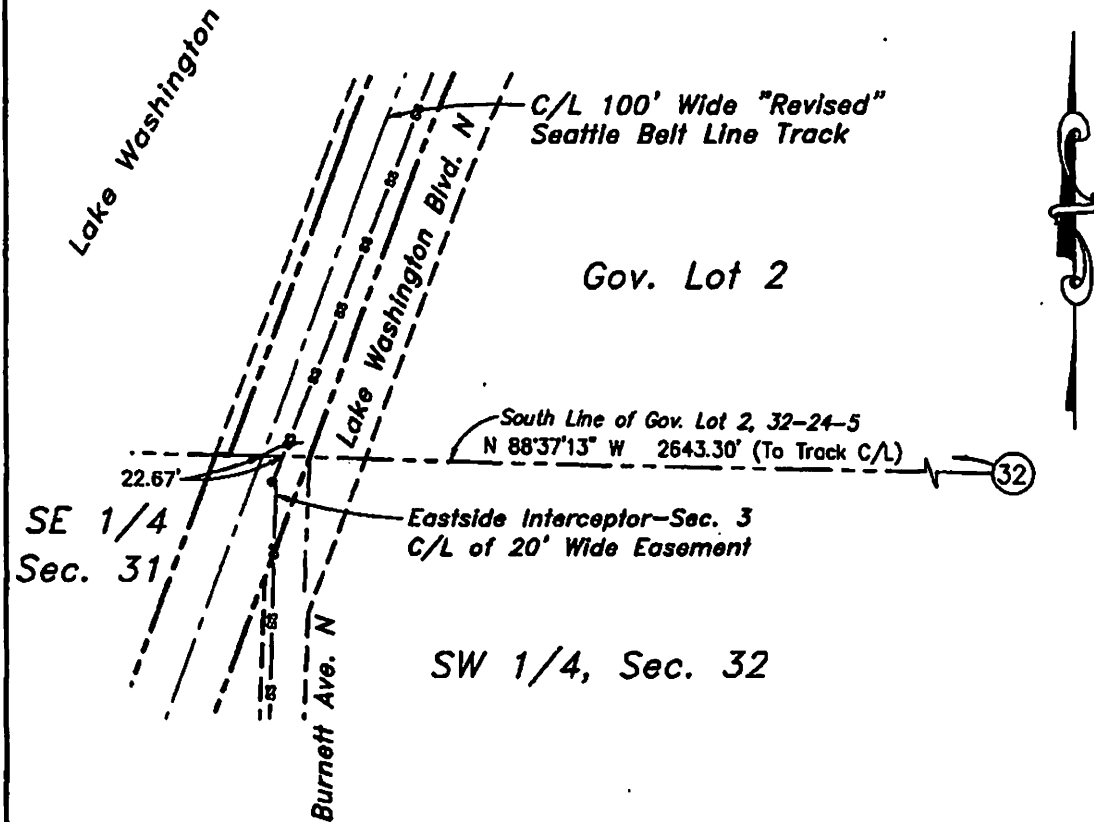 Lake Washington
C/L 100' Wide "Revised"
Seattle Belt Line Track
Lake Washington Blvd. N
Gov. Lot 2
South Line of Gov. Lot 2, 32-24-5
N 88°37'13" W 2643.30' (To Track C/L)
32
22.67'
SE 1/4
Sec. 31
Eastside Interceptor-Sec. 3
C/L of 20' Wide Easement
SW 1/4, Sec. 32
Burnett Ave. N